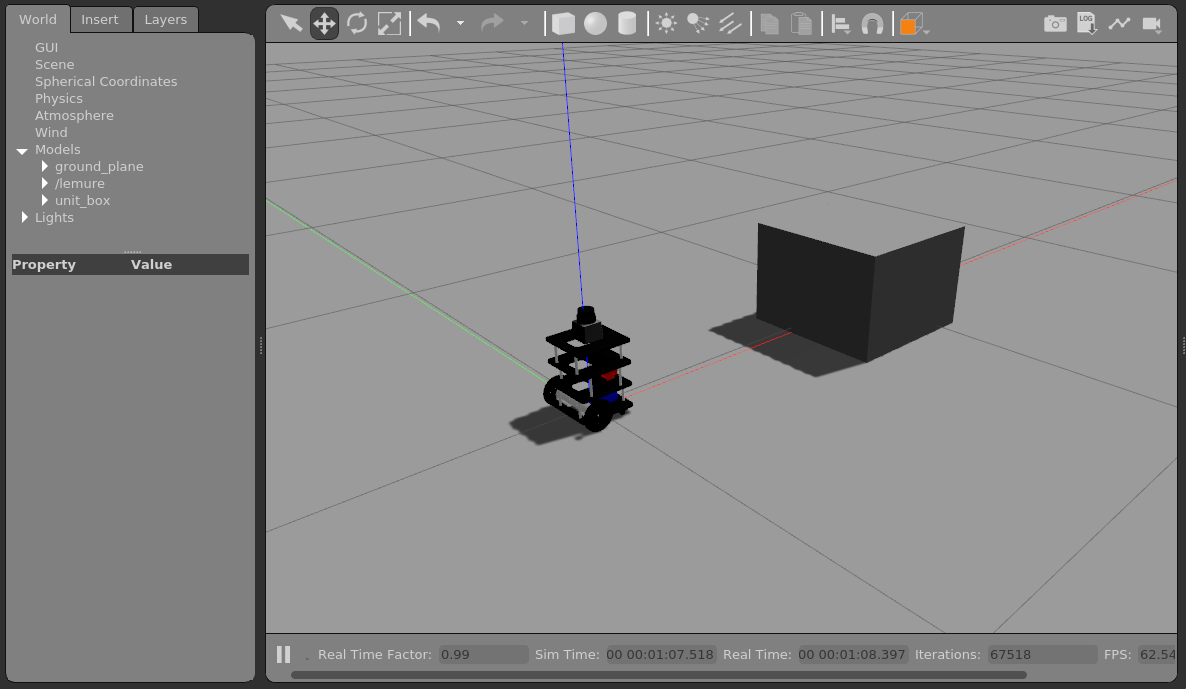 World Insert Layers
GUI
Scene
Spherical Coordinates
Physics
Atmosphere
Wind
Models
ground_plane
/lemure
unit_box
Lights
Property Value
LOG
Real Time Factor: 0.99 Sim Time: 00 00:01:07.518 Real Time: 00 00:01:08.397 Iterations: 67518 FPS: 62.54